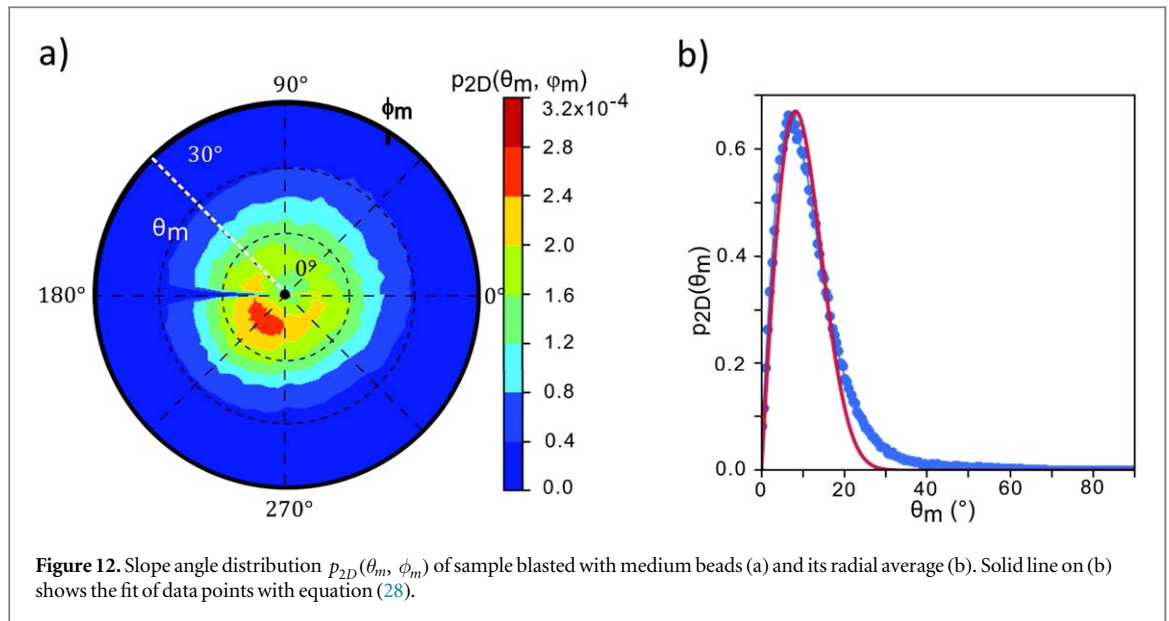 a)
90°
ϕm
p2D(θm, φm)
3.2x10⁻⁴
2.8
2.4
2.0
1.6
1.2
0.8
0.4
0.0
30°
θm
0°
180°
0°
270°
b)
p2D(θm)
0.6
0.4
0.2
0.0
0
20
40
60
80
θm (°)
Figure 12. Slope angle distribution p2D(θm, ϕm) of sample blasted with medium beads (a) and its radial average (b). Solid line on (b)
shows the fit of data points with equation (28).